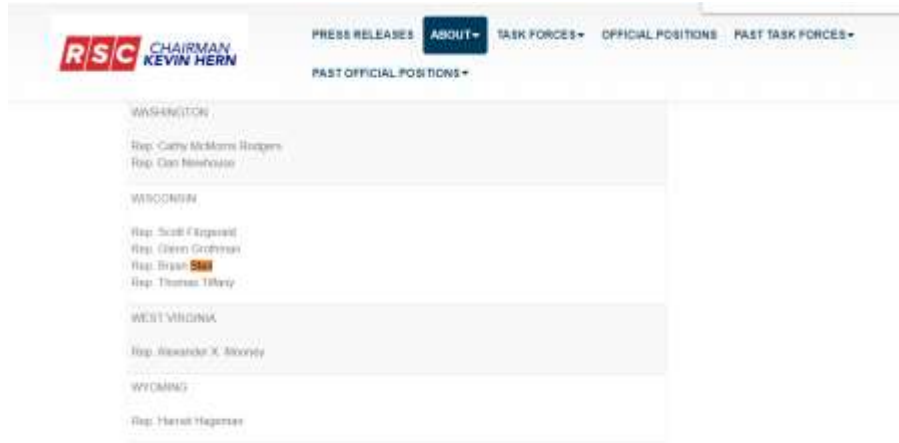 RSC CHAIRMAN
KEVIN HERN
PRESS RELEASES ABOUT TASK FORCES OFFICIAL POSITIONS PAST TASK FORCES
PAST OFFICIAL POSITIONS
WASHINGTON
Rep. Cathy McMorris Rodgers
Rep. Dan Newhouse
WISCONSIN
Rep. Scott Fitzgerald
Rep. Glenn Grothman
Rep. Bryan Steil
Rep. Thomas Tiffany
WEST VIRGINIA
Rep. Alexander X. Mooney
WYOMING
Rep. Harriet Hageman